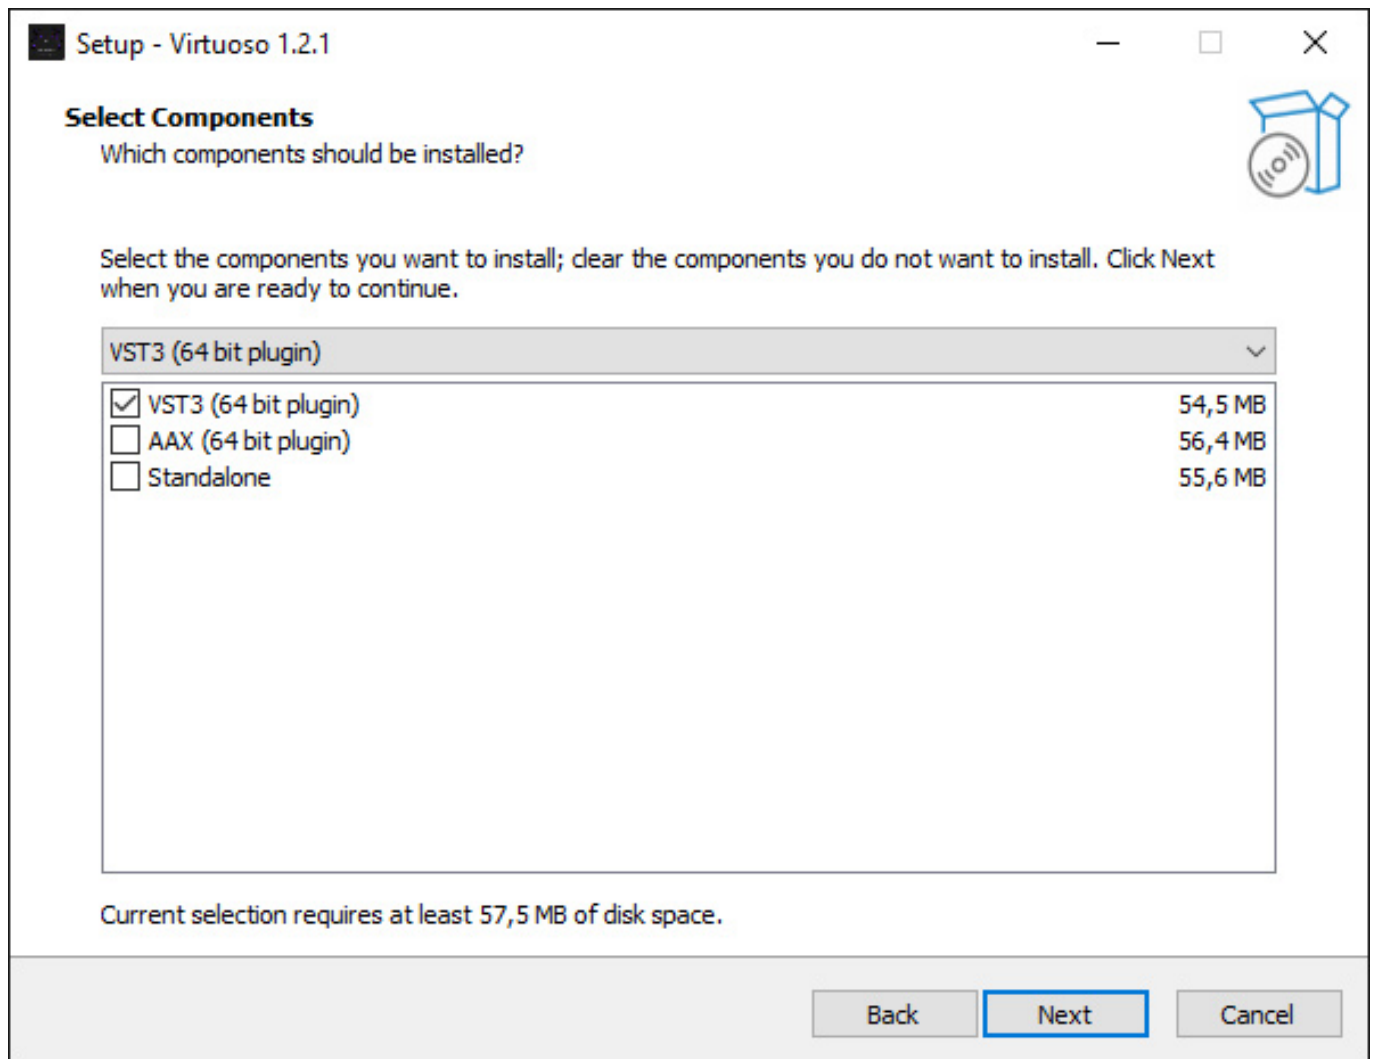 Setup - Virtuoso 1.2.1
Select Components
Which components should be installed?
Select the components you want to install; clear the components you do not want to install. Click Next
when you are ready to continue.
VST3 (64 bit plugin)
VST3 (64 bit plugin) 54,5 MB
AAX (64 bit plugin) 56,4 MB
Standalone 55,6 MB
Current selection requires at least 57,5 MB of disk space.
Back Next Cancel